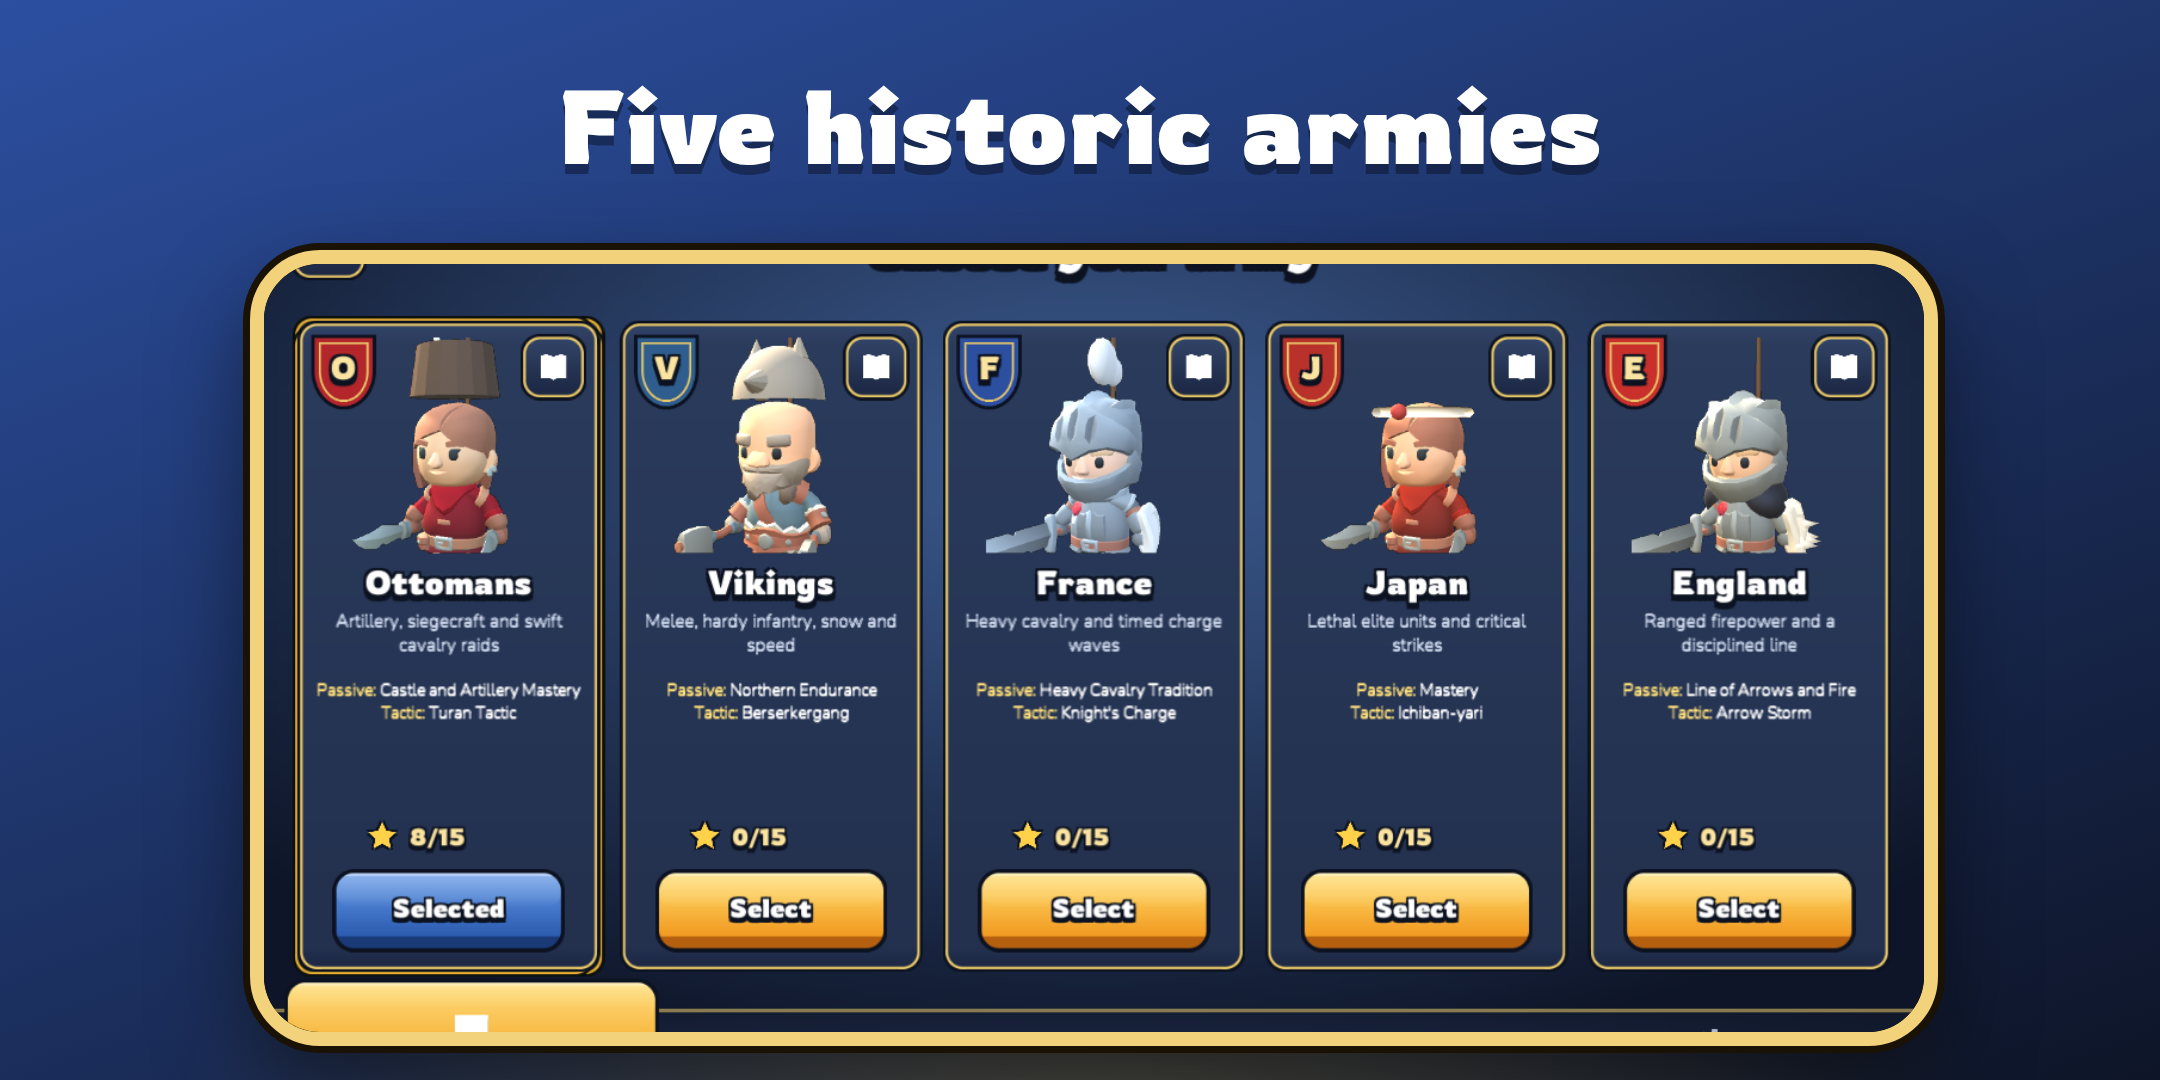 Five historic armies
O
V
F
J
E
Ottomans
Artillery, siegecraft and swift
cavalry raids
Passive: Castle and Artillery Mastery
Tactic: Turan Tactic
8/15
Selected
Vikings
Melee, hardy infantry, snow and
speed
Passive: Northern Endurance
Tactic: Berserkergang
0/15
Select
France
Heavy cavalry and timed charge
waves
Passive: Heavy Cavalry Tradition
Tactic: Knight's Charge
0/15
Select
Japan
Lethal elite units and critical
strikes
Passive: Mastery
Tactic: Ichiban-yari
0/15
Select
England
Ranged firepower and a
disciplined line
Passive: Line of Arrows and Fire
Tactic: Arrow Storm
0/15
Select